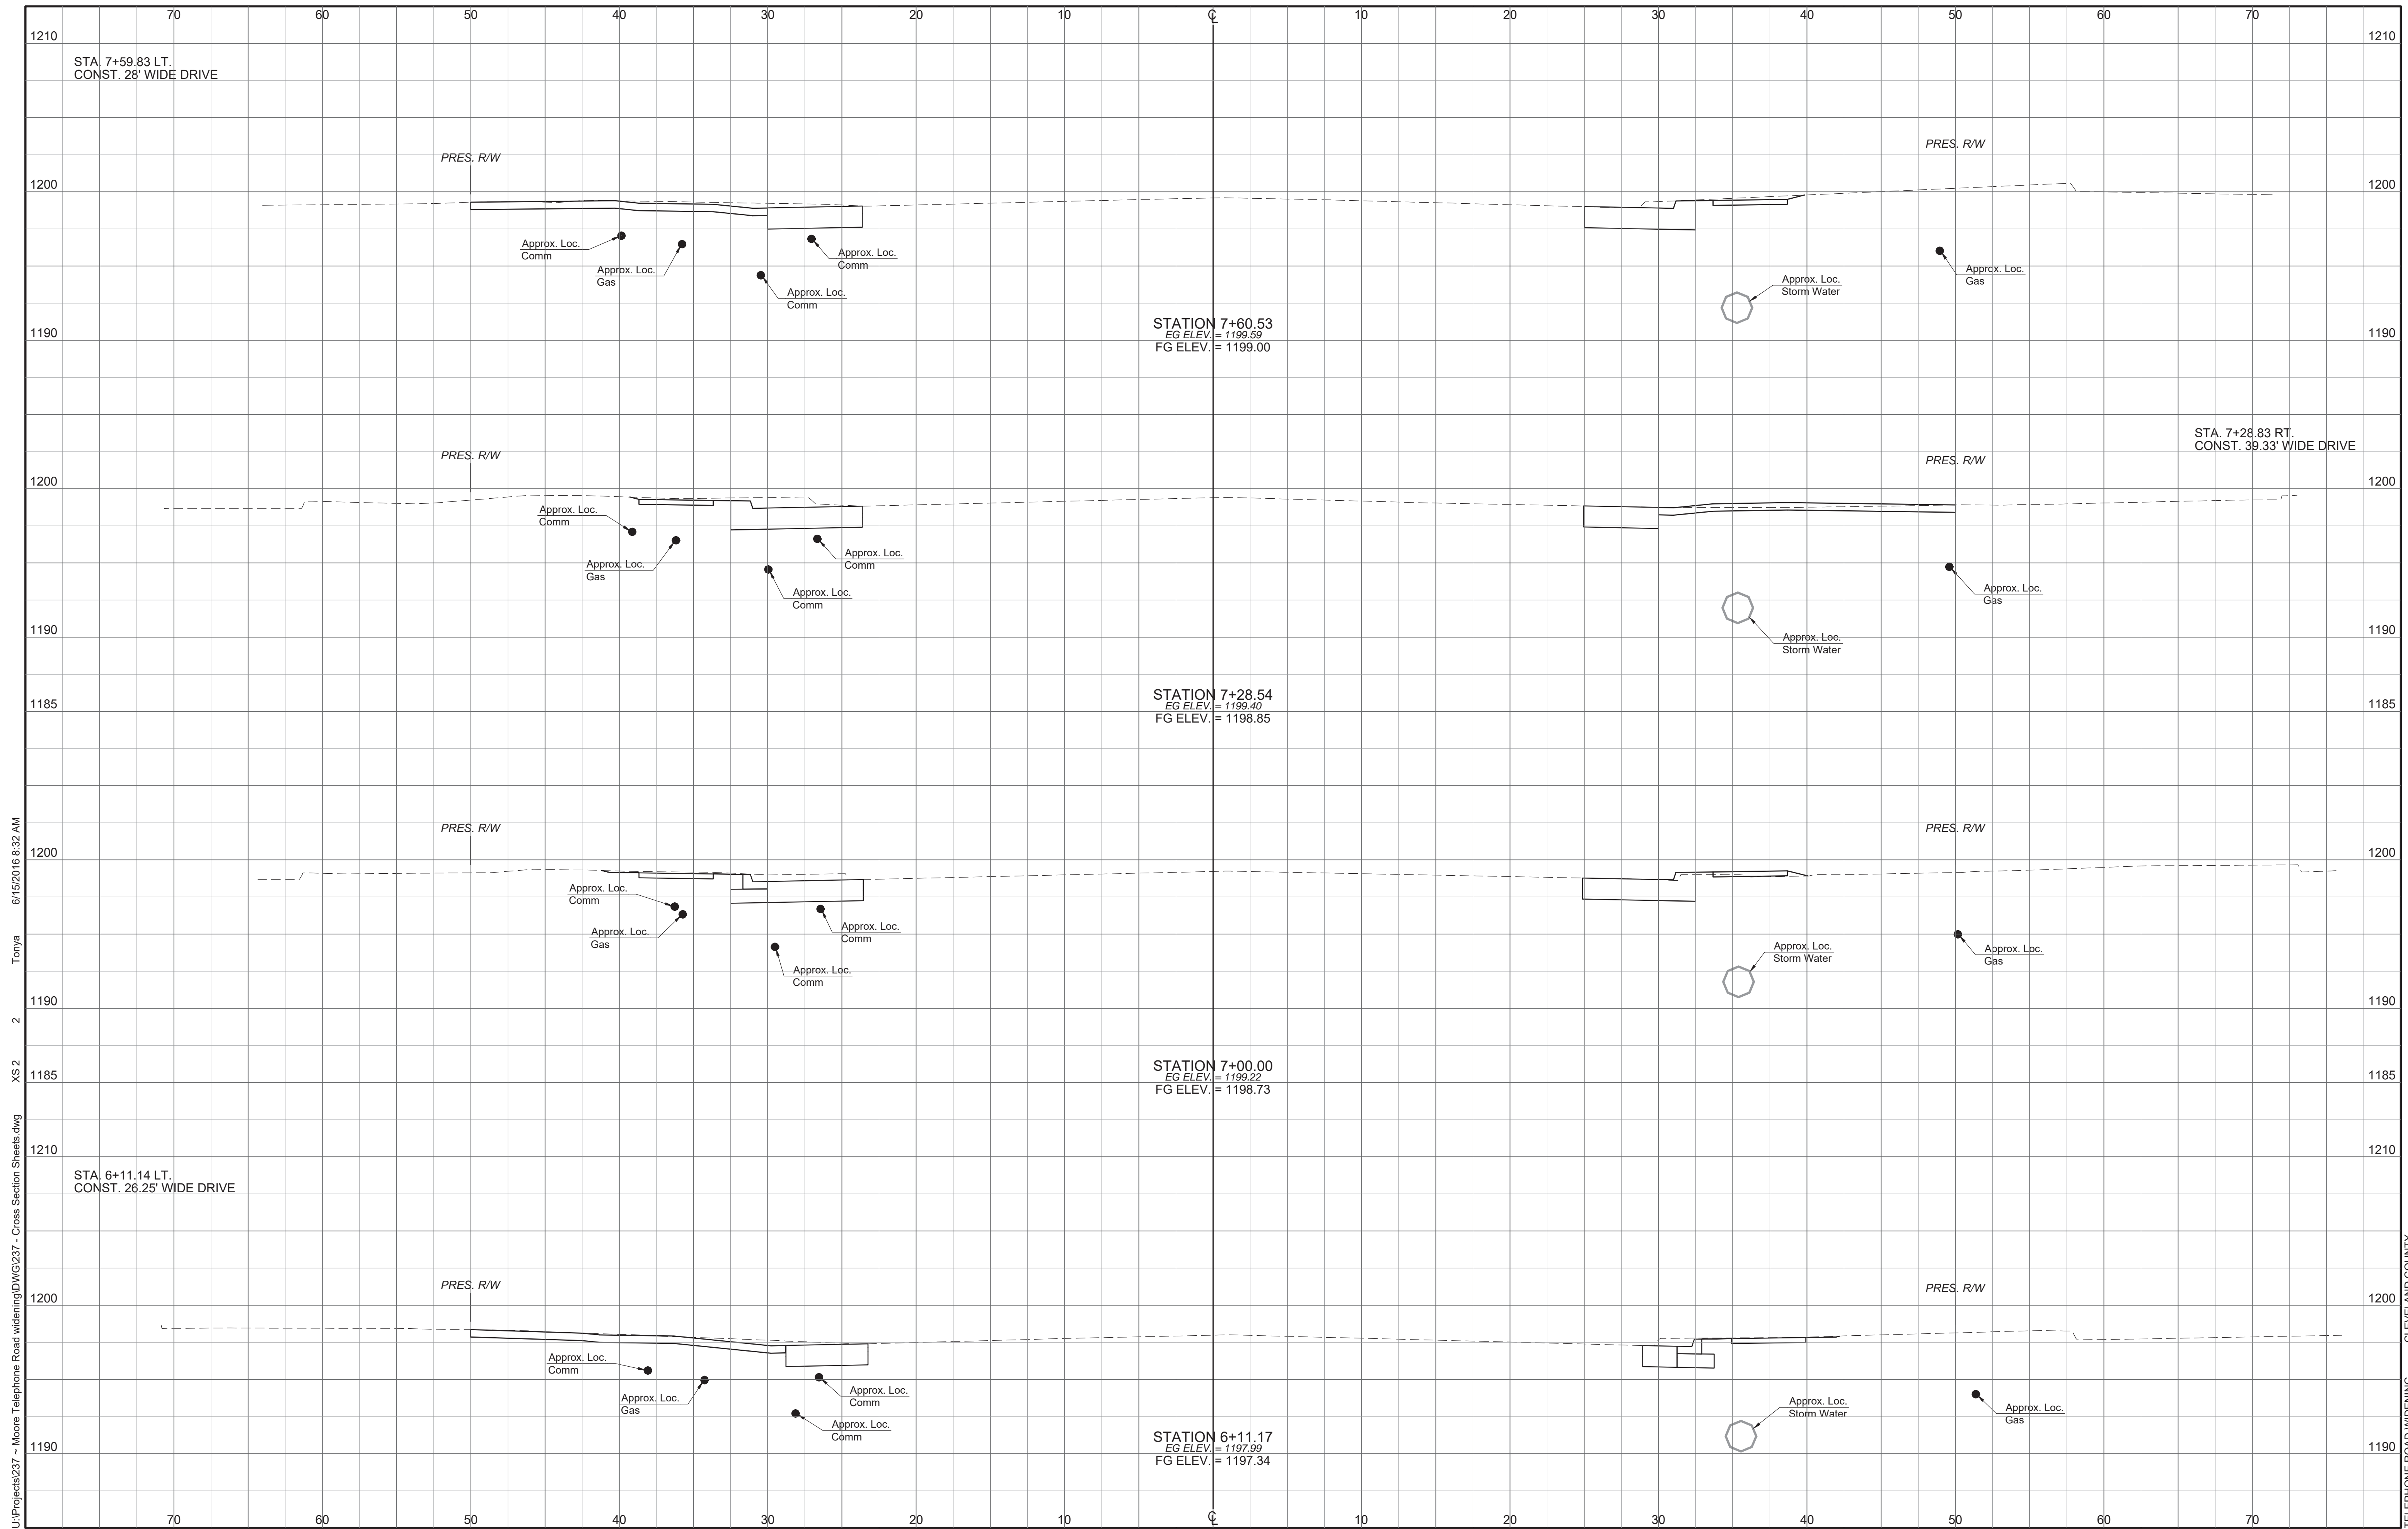 70 60 50 40 30 20 10 ℄ 10 20 30 40 50 60 70
1210 1210
STA. 7+59.83 LT.
CONST. 28' WIDE DRIVE
PRES. R/W PRES. R/W
1200 1200
Approx. Loc.
Comm
Approx. Loc.
Gas
Approx. Loc.
Comm
Approx. Loc.
Comm
Approx. Loc.
Gas
Approx. Loc.
Storm Water
STATION 7+60.53
EG ELEV. = 1199.59
FG ELEV. = 1199.00
1190 1190
STA. 7+28.83 RT.
CONST. 39.33' WIDE DRIVE
PRES. R/W PRES. R/W
1200 1200
Approx. Loc.
Comm
Approx. Loc.
Gas
Approx. Loc.
Comm
Approx. Loc.
Comm
Approx. Loc.
Gas
Approx. Loc.
Storm Water
1190 1190
STATION 7+28.54
EG ELEV. = 1199.40
FG ELEV. = 1198.85
1185 1185
PRES. R/W PRES. R/W
1200 1200
Approx. Loc.
Comm
Approx. Loc.
Gas
Approx. Loc.
Comm
Approx. Loc.
Comm
Approx. Loc.
Storm Water
Approx. Loc.
Gas
1190 1190
STATION 7+00.00
EG ELEV. = 1199.22
FG ELEV. = 1198.73
1185 1185
1210 1210
STA. 6+11.14 LT.
CONST. 26.25' WIDE DRIVE
PRES. R/W PRES. R/W
1200 1200
Approx. Loc.
Comm
Approx. Loc.
Gas
Approx. Loc.
Comm
Approx. Loc.
Comm
Approx. Loc.
Storm Water
Approx. Loc.
Gas
STATION 6+11.17
EG ELEV. = 1197.99
FG ELEV. = 1197.34
1190 1190
70 60 50 40 30 20 10 ℄ 10 20 30 40 50 60 70
U:\Projects\237 ~ Moore Telephone Road widening\DWG\237 - Cross Section Sheets.dwg XS 2 2 Tonya 6/15/2016 8:32 AM
TELEPHONE ROAD WIDENING CLEVELAND COUNTY